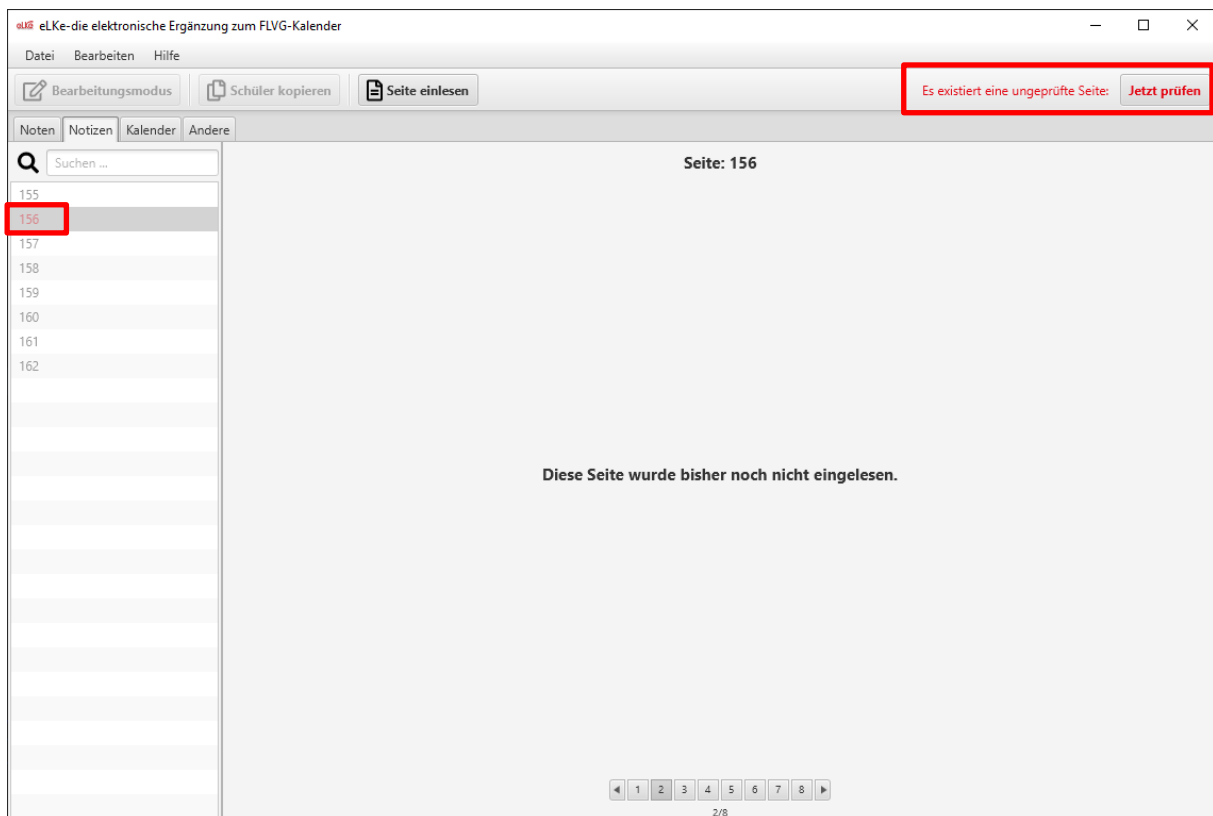 eLKe eLKe-die elektronische Ergänzung zum FLVG-Kalender
Datei Bearbeiten Hilfe
Bearbeitungsmodus Schüler kopieren Seite einlesen Es existiert eine ungeprüfte Seite: Jetzt prüfen
Noten Notizen Kalender Andere
Suchen ... Seite: 156
155
156
157
158
159
160
161
162
Diese Seite wurde bisher noch nicht eingelesen.
1 2 3 4 5 6 7 8
2/8